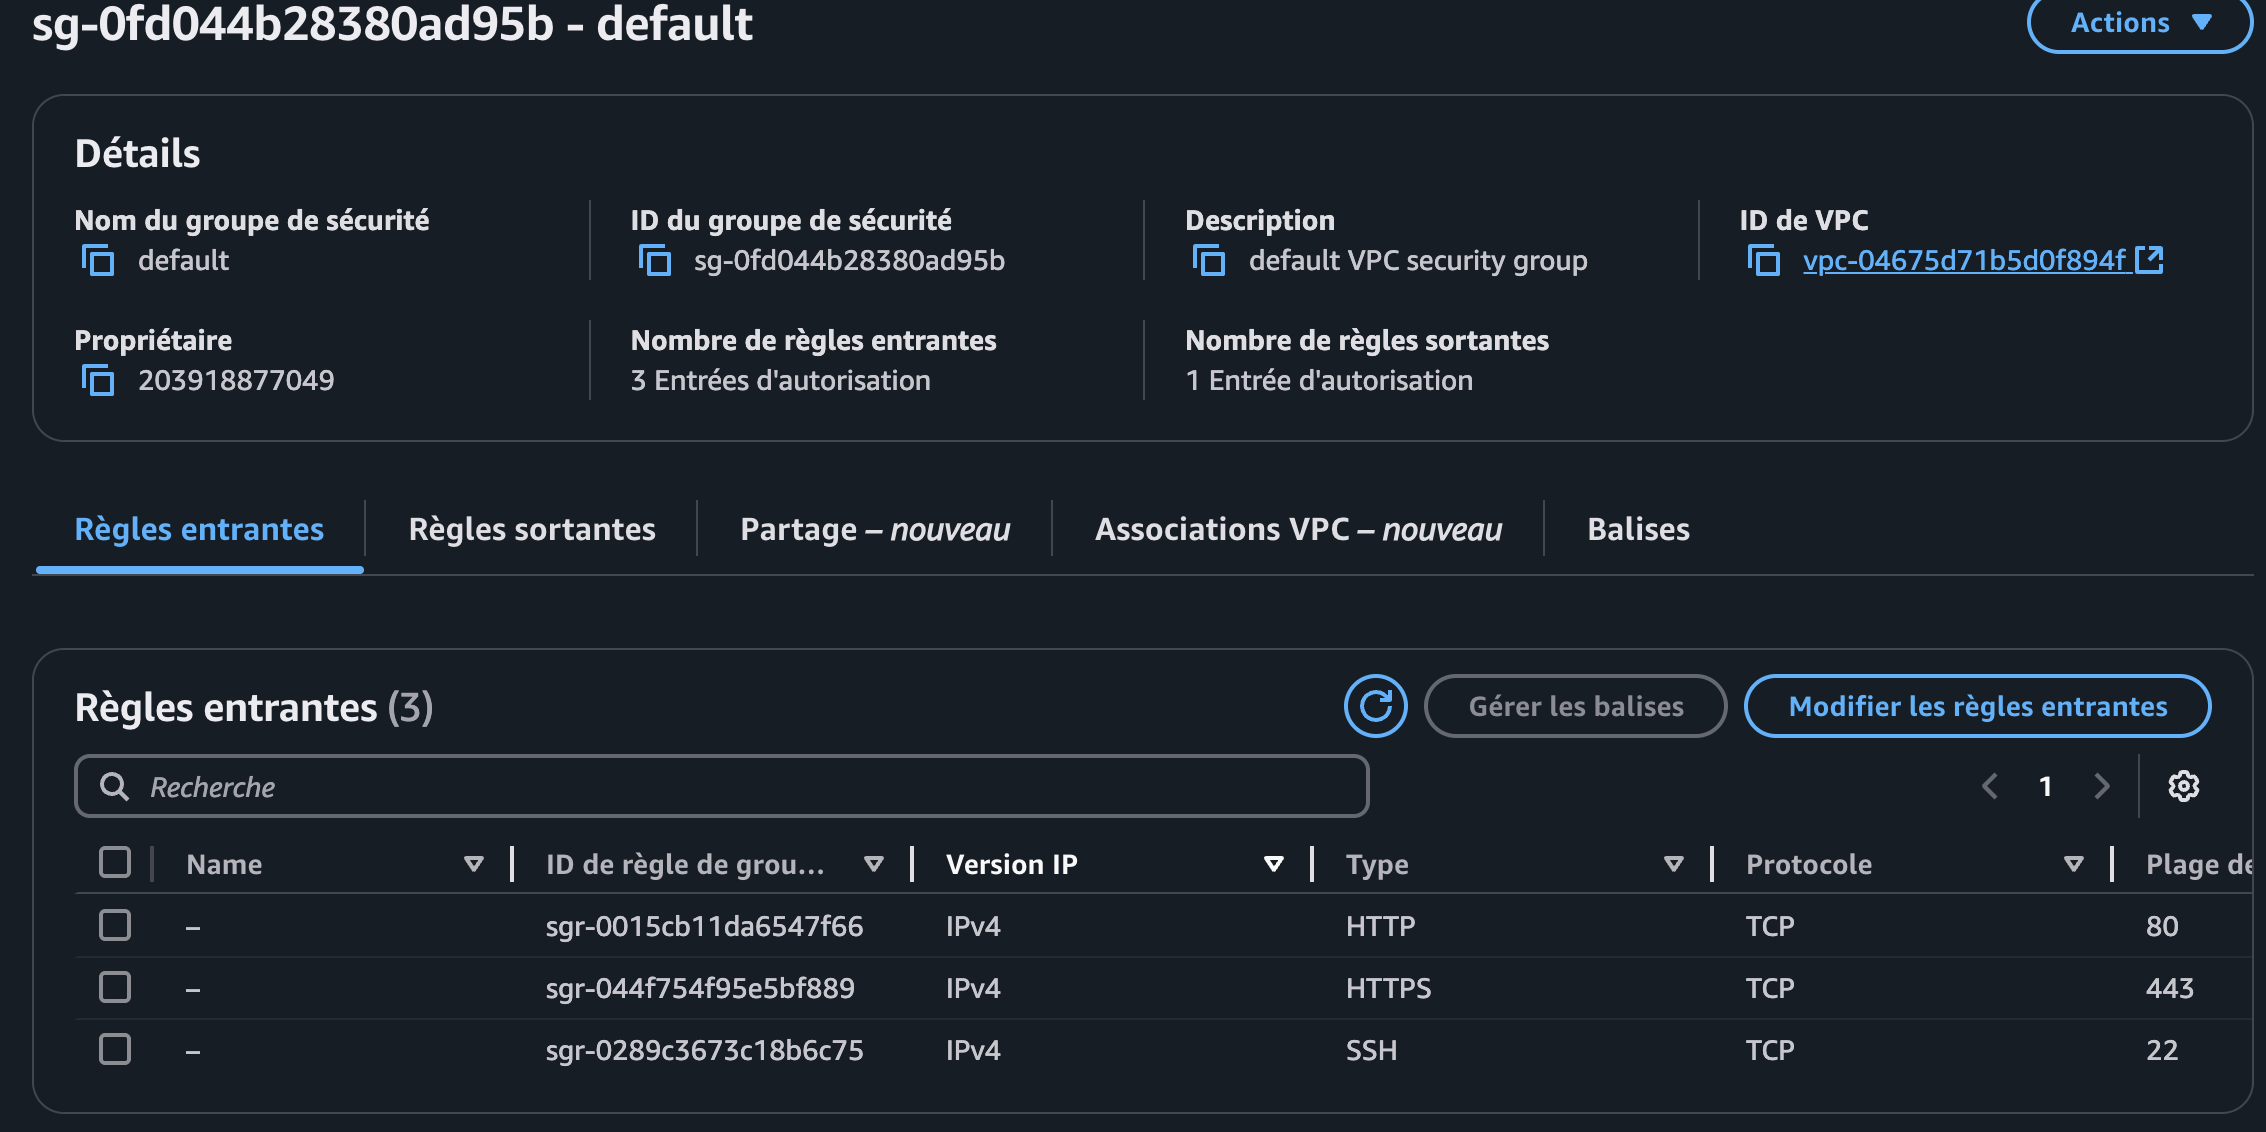 sg-0fd044b28380ad95b - default
Actions
Détails
Nom du groupe de sécurité
default
ID du groupe de sécurité
sg-0fd044b28380ad95b
Description
default VPC security group
ID de VPC
vpc-04675d71b5d0f894f
Propriétaire
203918877049
Nombre de règles entrantes
3 Entrées d'autorisation
Nombre de règles sortantes
1 Entrée d'autorisation
Règles entrantes
Règles sortantes
Partage – nouveau
Associations VPC – nouveau
Balises
Règles entrantes (3)
Gérer les balises
Modifier les règles entrantes
Recherche
1
Name ID de règle de grou... Version IP Type Protocole Plage de
– sgr-0015cb11da6547f66 IPv4 HTTP TCP 80
– sgr-044f754f95e5bf889 IPv4 HTTPS TCP 443
– sgr-0289c3673c18b6c75 IPv4 SSH TCP 22